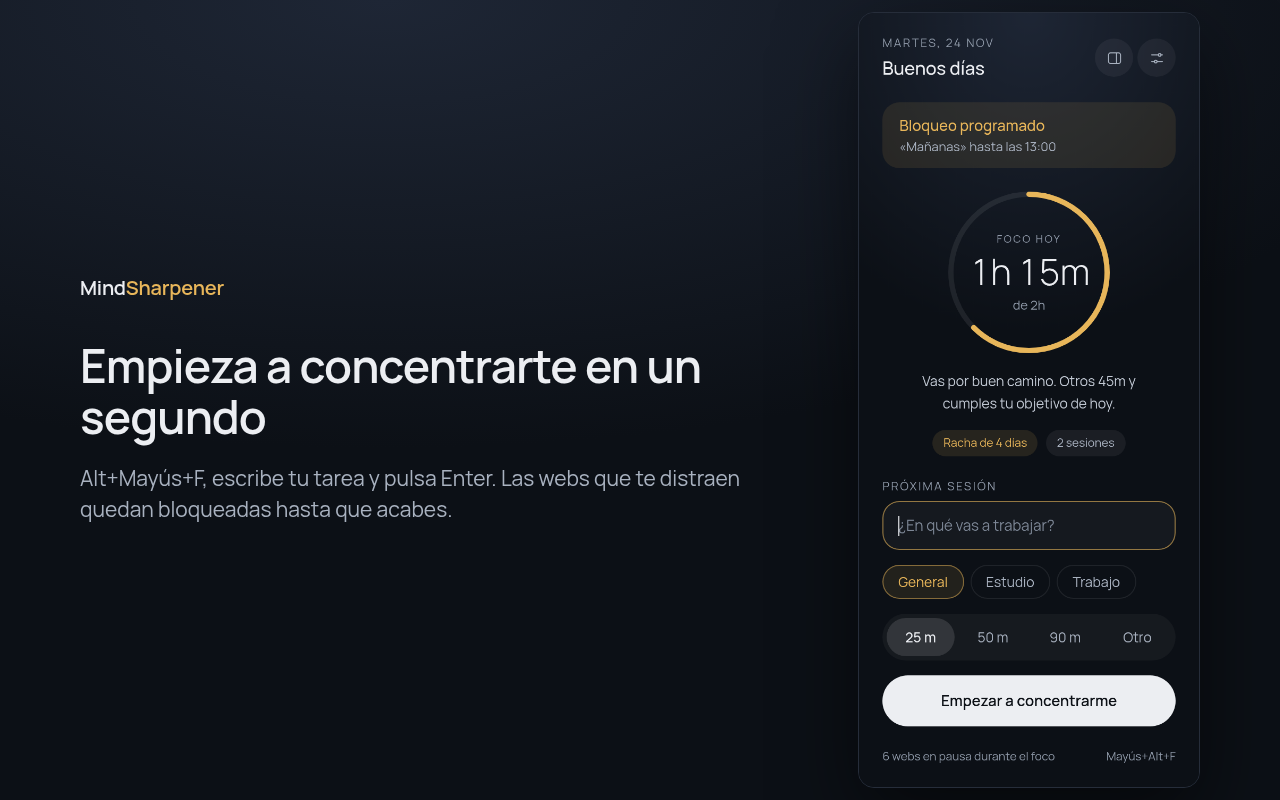 MindSharpener
Empieza a concentrarte en un
segundo
Alt+Mayús+F, escribe tu tarea y pulsa Enter. Las webs que te distraen
quedan bloqueadas hasta que acabes.
MARTES, 24 NOV
Buenos días
Bloqueo programado
«Mañanas» hasta las 13:00
FOCO HOY
1h 15m
de 2h
Vas por buen camino. Otros 45m y
cumples tu objetivo de hoy.
Racha de 4 días
2 sesiones
PRÓXIMA SESIÓN
¿En qué vas a trabajar?
General
Estudio
Trabajo
25 m
50 m
90 m
Otro
Empezar a concentrarme
6 webs en pausa durante el foco
Mayús+Alt+F